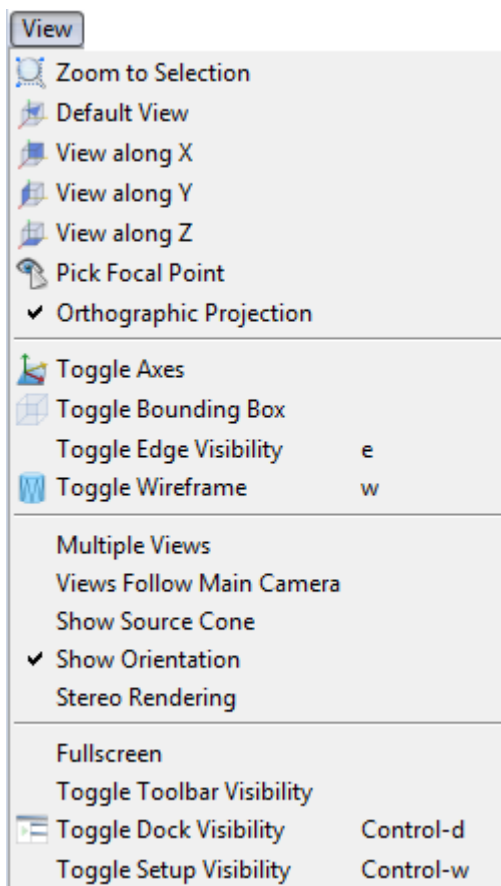 View
Zoom to Selection
Default View
View along X
View along Y
View along Z
Pick Focal Point
Orthographic Projection
Toggle Axes
Toggle Bounding Box
Toggle Edge Visibility e
Toggle Wireframe w
Multiple Views
Views Follow Main Camera
Show Source Cone
Show Orientation
Stereo Rendering
Fullscreen
Toggle Toolbar Visibility
Toggle Dock Visibility Control-d
Toggle Setup Visibility Control-w